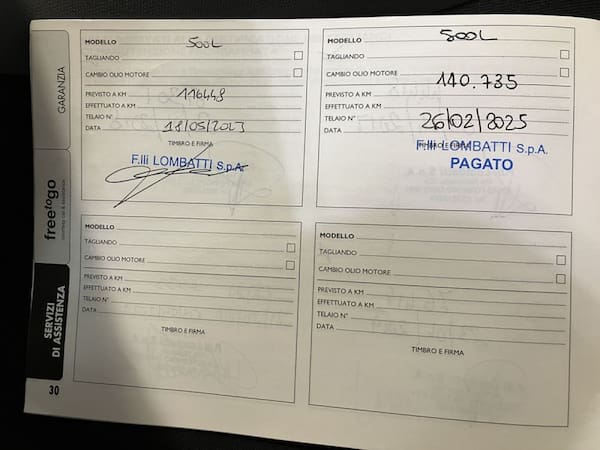 GARANZIA
freetogo
SERVIZI
DI ASSISTENZA
30
MODELLO 500L
TAGLIANDO
CAMBIO OLIO MOTORE
PREVISTO A KM 116448
EFFETTUATO A KM
TELAIO N°
DATA 18/05/2023
TIMBRO E FIRMA
F.lli LOMBATTI S.p.A.
MODELLO 500L
TAGLIANDO
CAMBIO OLIO MOTORE
PREVISTO A KM 140.735
EFFETTUATO A KM
TELAIO N°
DATA 26/02/2025
TIMBRO E FIRMA
F.lli LOMBATTI S.p.A.
PAGATO
MODELLO
TAGLIANDO
CAMBIO OLIO MOTORE
PREVISTO A KM
EFFETTUATO A KM
TELAIO N°
DATA
TIMBRO E FIRMA
MODELLO
TAGLIANDO
CAMBIO OLIO MOTORE
PREVISTO A KM
EFFETTUATO A KM
TELAIO N°
DATA
TIMBRO E FIRMA